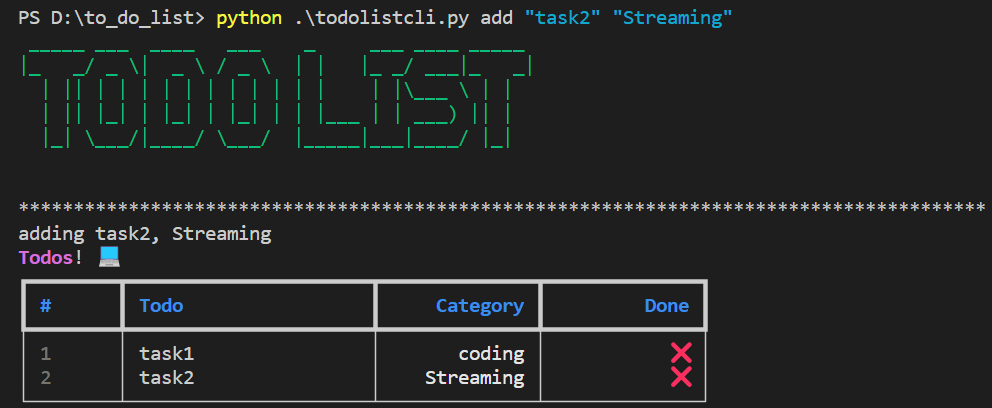 PS D:\to_do_list> python .\todolistcli.py add "task2" "Streaming"
TODO LIST
*****************************************************************************************
adding task2, Streaming
Todos! 💻
# Todo Category Done
1 task1 coding ❌
2 task2 Streaming ❌